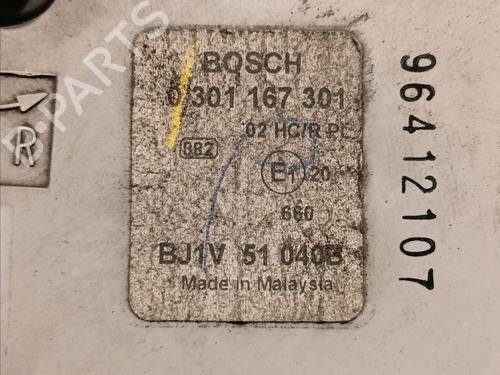 B-PARTS
BOSCH
0 301 167 301
02 HC/R PL
882
E1 20
660
BJ1V 51 040B
Made in Malaysia
R
96412107